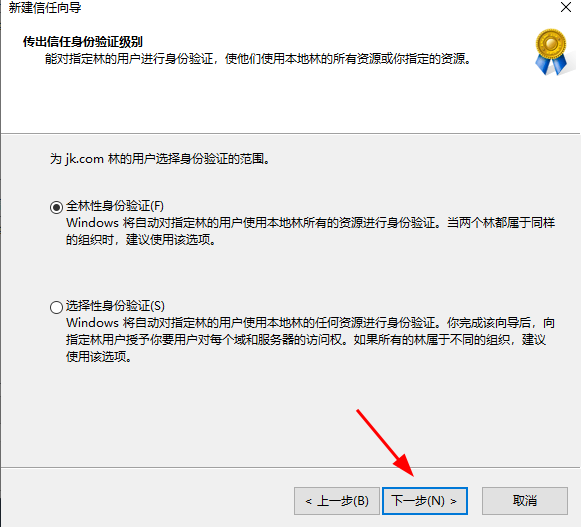 新建信任向导
传出信任身份验证级别
能对指定林的用户进行身份验证，使他们使用本地林的所有资源或你指定的资源。
为 jk.com 林的用户选择身份验证的范围。
全林性身份验证(F)
Windows 将自动对指定林的用户使用本地林所有的资源进行身份验证。当两个林都属于同样
的组织时，建议使用该选项。
选择性身份验证(S)
Windows 将自动对指定林的用户使用本地林的任何资源进行身份验证。你完成该向导后，向
指定林用户授予你要用户对每个域和服务器的访问权。如果所有的林属于不同的组织，建议
使用该选项。
< 上一步(B) 下一步(N) > 取消